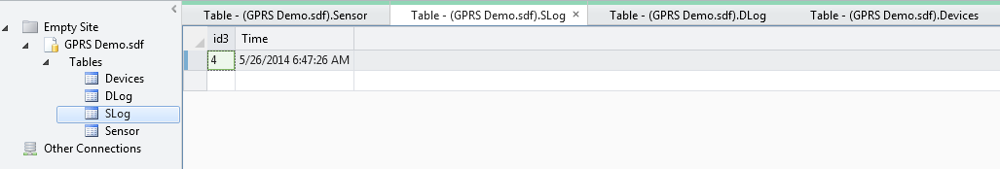 Empty Site
GPRS Demo.sdf
Tables
Devices
DLog
SLog
Sensor
Other Connections
Table - (GPRS Demo.sdf).Sensor Table - (GPRS Demo.sdf).SLog × Table - (GPRS Demo.sdf).DLog Table - (GPRS Demo.sdf).Devices
id3 Time
4 5/26/2014 6:47:26 AM